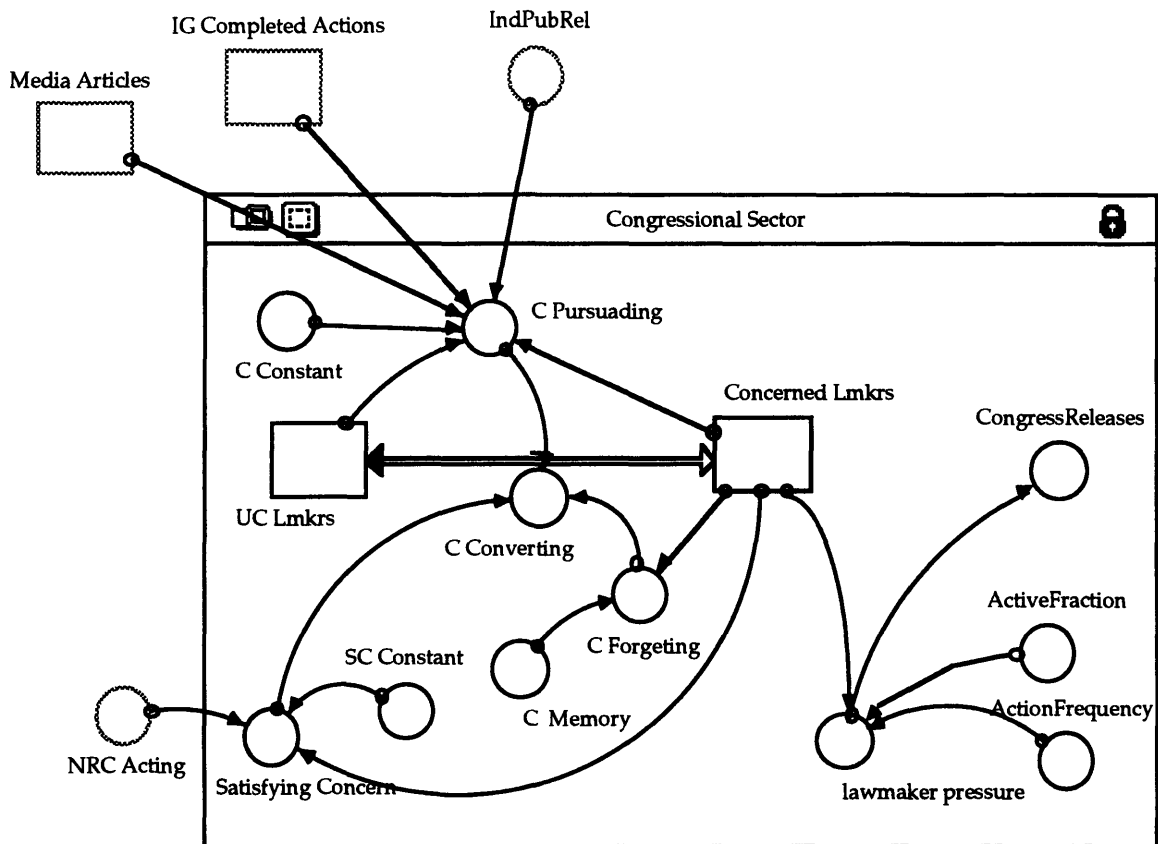 IG Completed Actions
IndPubRel
Media Articles
Congressional Sector
C Pursuading
C Constant
Concerned Lmkrs
CongressReleases
UC Lmkrs
C Converting
ActiveFraction
C Forgeting
SC Constant
C Memory
ActionFrequency
NRC Acting
Satisfying Concern
lawmaker pressure